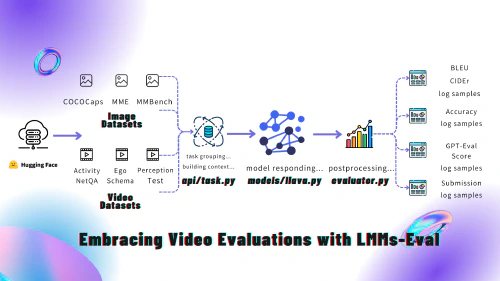 COCOCaps
MME
MMBench
Image
Datasets
Hugging Face
Activity
NetQA
Ego
Schema
Perception
Test
Video
Datasets
task grouping...
building context...
api/task.py
model responding...
models/llava.py
postprocessing...
evaluator.py
BLEU
CIDEr
log samples
Accuracy
log samples
GPT-Eval
Score
log samples
Submission
log samples
Embracing Video Evaluations with LMMs-Eval